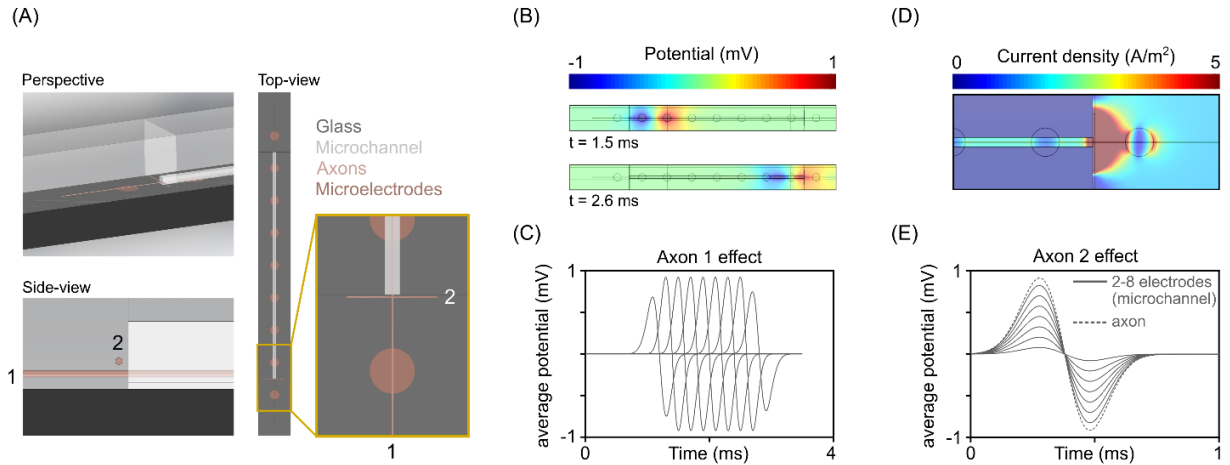 (A)
Perspective
Side-view
2
1
Top-view
Glass
Microchannel
Axons
Microelectrodes
2
1
(B)
Potential (mV)
-1
1
t = 1.5 ms
t = 2.6 ms
(C)
Axon 1 effect
average potential (mV)
1
-1
0
Time (ms)
4
(D)
Current density (A/m²)
0
5
(E)
Axon 2 effect
average potential (mV)
1
-1
2-8 electrodes
(microchannel)
axon
0
Time (ms)
1